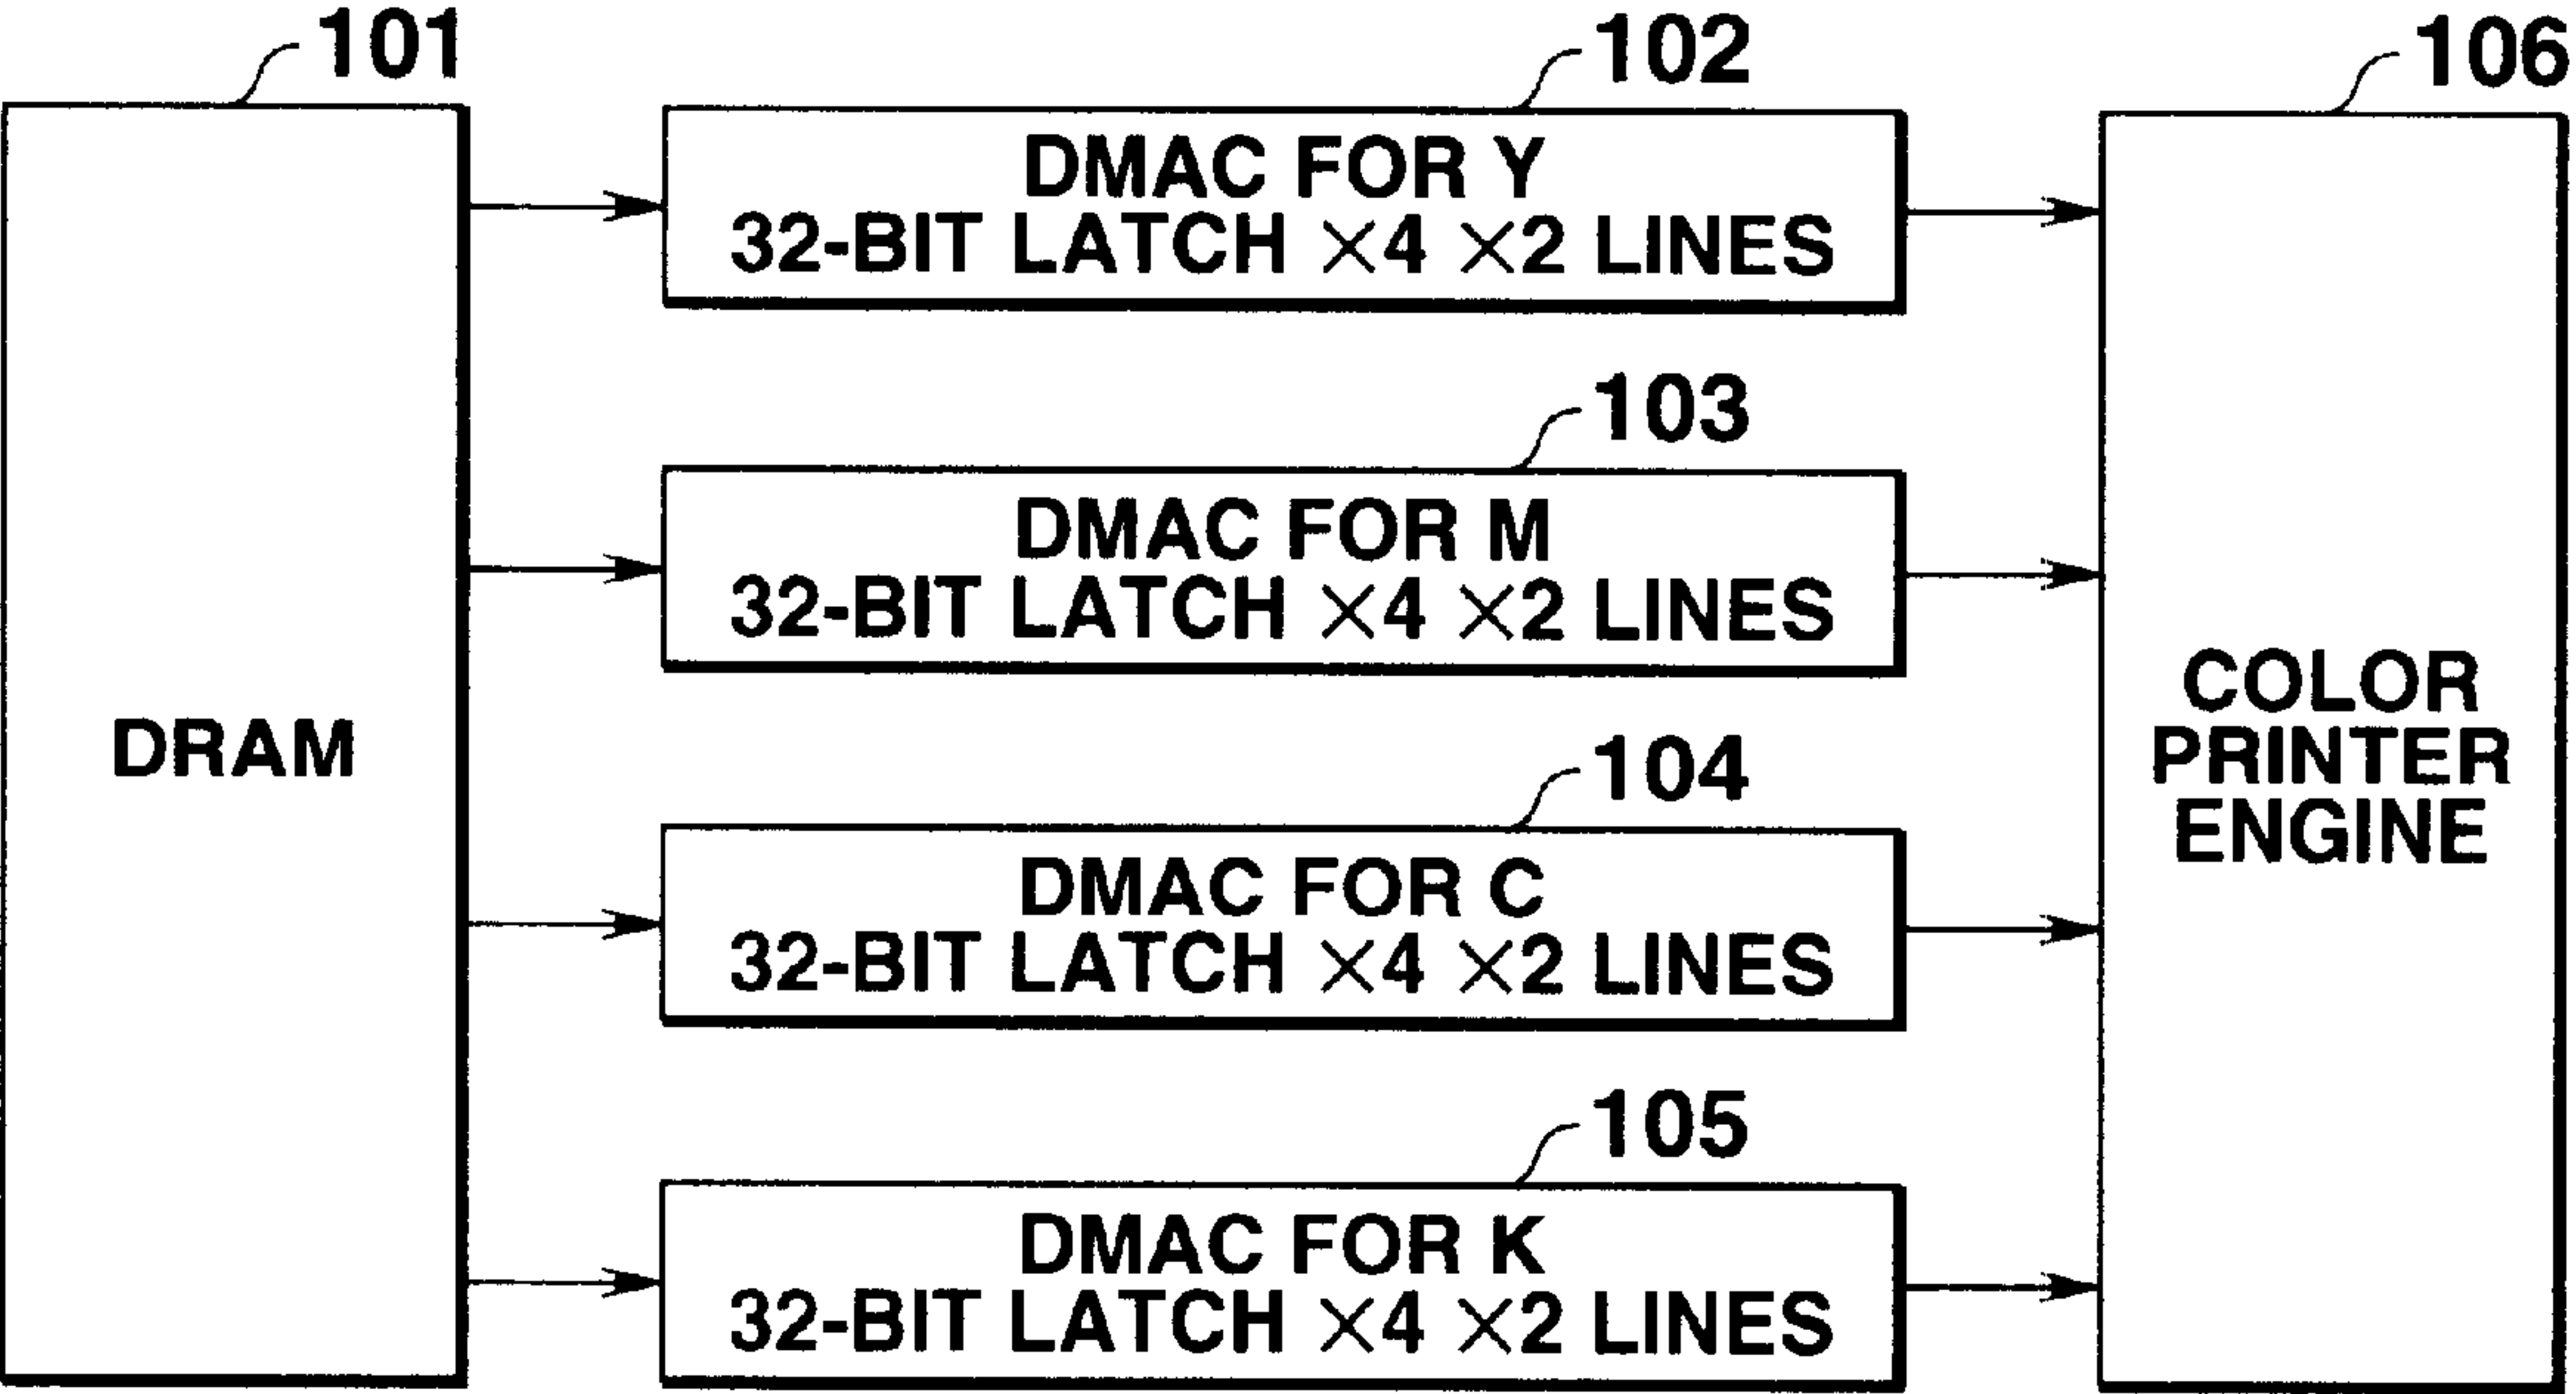 101
102
106
DMAC FOR Y
32-BIT LATCH ×4 ×2 LINES
103
DMAC FOR M
32-BIT LATCH ×4 ×2 LINES
DRAM
COLOR
PRINTER
ENGINE
104
DMAC FOR C
32-BIT LATCH ×4 ×2 LINES
105
DMAC FOR K
32-BIT LATCH ×4 ×2 LINES